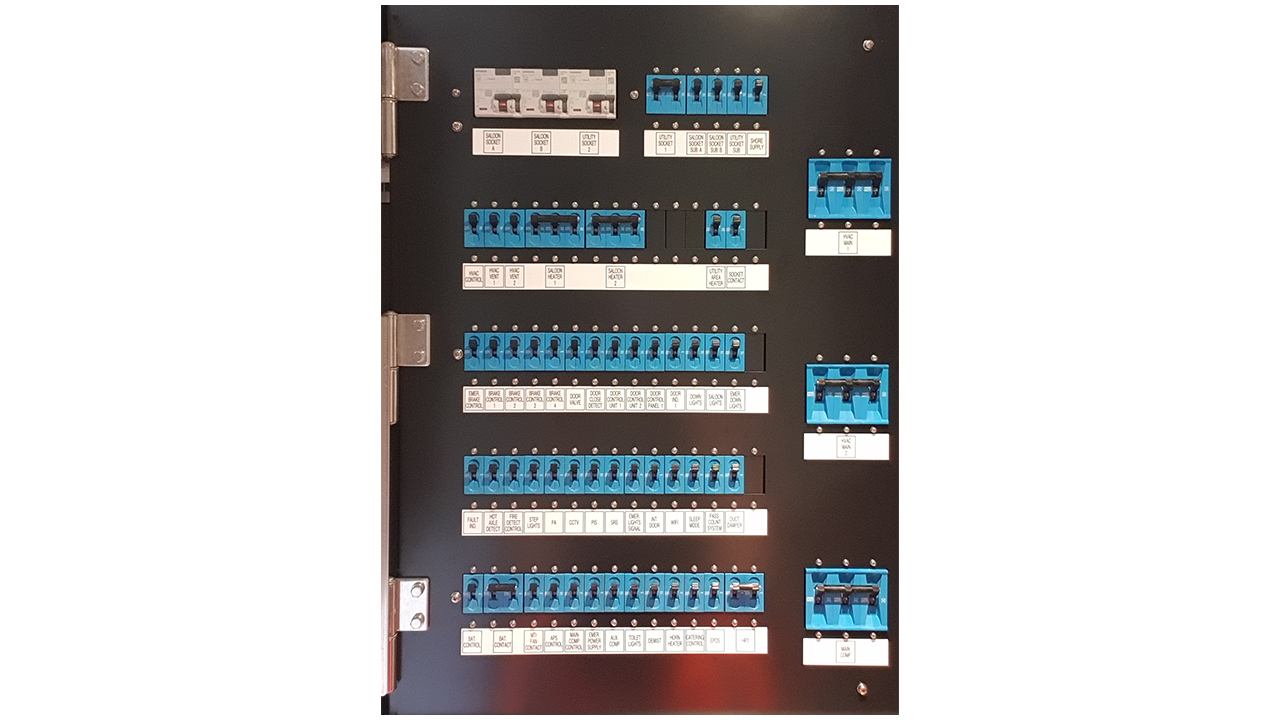 SALOON SOCKET A
SALOON SOCKET B
UTILITY SOCKET 2
UTILITY SOCKET 1
SALOON SOCKET SUB A
SALOON SOCKET SUB B
UTILITY SOCKET SUB
SHORE SUPPLY
HVAC MAIN 1
HVAC CONTROL
HVAC VENT 1
HVAC VENT 2
SALOON HEATER 1
SALOON HEATER 2
UTILITY AREA HEATER
SOCKET CONTACT
EMER. BRAKE CONTROL
BRAKE CONTROL 1
BRAKE CONTROL 2
BRAKE CONTROL 3
BRAKE CONTROL 4
DOOR VALVE
DOOR CLOSE DETECT
DOOR CONTROL UNIT 1
DOOR CONTROL UNIT 2
DOOR CONTROL PANEL 1
DOOR IND. 1
DOWN LIGHTS
SALOON LIGHTS
EMER. DOWN LIGHTS
HVAC MAIN 2
FAULT IND.
HOT AXLE DETECT
FIRE DETECT CONTROL
STEP LIGHTS
PA
CCTV
PIS
SRS
EMER. LIGHTS SIGNAL
INT. DOOR
WIFI
SLEEP MODE
PASS COUNT SYSTEM
DUCT DAMPER
BAT. CONTROL
BAT. CONTACT
FAN CONTACT
APS CONTROL
MAIN COMP CONTROL
EMER. POWER SUPPLY
AUX COMP
TOILET LIGHTS
DEMIST
HORN HEATER
CATERING CONTROL
EPOS
MAIN COMP